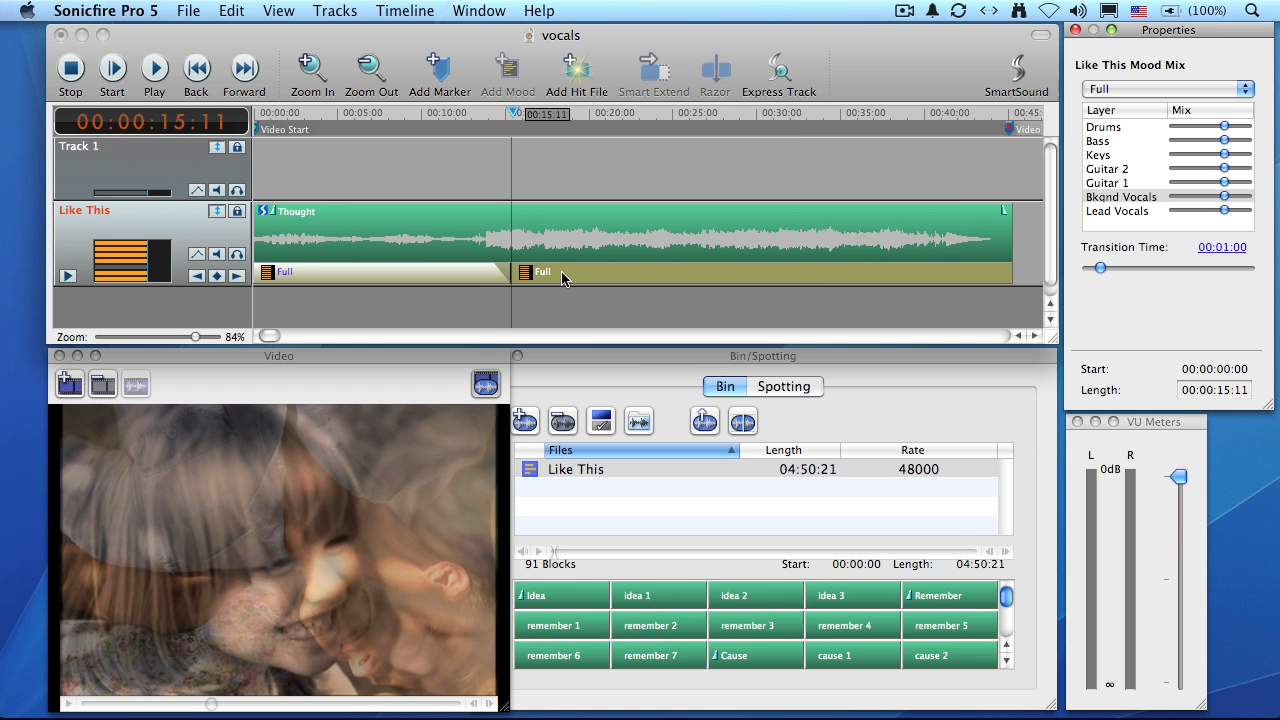 Sonicfire Pro 5 File Edit View Tracks Timeline Window Help (100%)
vocals
Stop Start Play Back Forward Zoom In Zoom Out Add Marker Add Mood Add Hit File Smart Extend Razor Express Track SmartSound
00:00:15:11
00:00:00 00:05:00 00:10:00 00:15:11 00:20:00 00:25:00 00:30:00 00:35:00 00:40:00 00:45:
Video Start Video
Track 1
Like This
Thought
Full Full
Zoom: 84%
Properties
Like This Mood Mix
Full
Layer Mix
Drums
Bass
Keys
Guitar 2
Guitar 1
Bkgnd Vocals
Lead Vocals
Transition Time: 00:01:00
Start: 00:00:00:00
Length: 00:00:15:11
Video
Bin/Spotting
Bin Spotting
Files Length Rate
Like This 04:50:21 48000
91 Blocks Start: 00:00:00 Length: 04:50:21
Idea idea 1 idea 2 idea 3 Remember
remember 1 remember 2 remember 3 remember 4 remember 5
remember 6 remember 7 Cause cause 1 cause 2
VU Meters
L R
0dB
∞